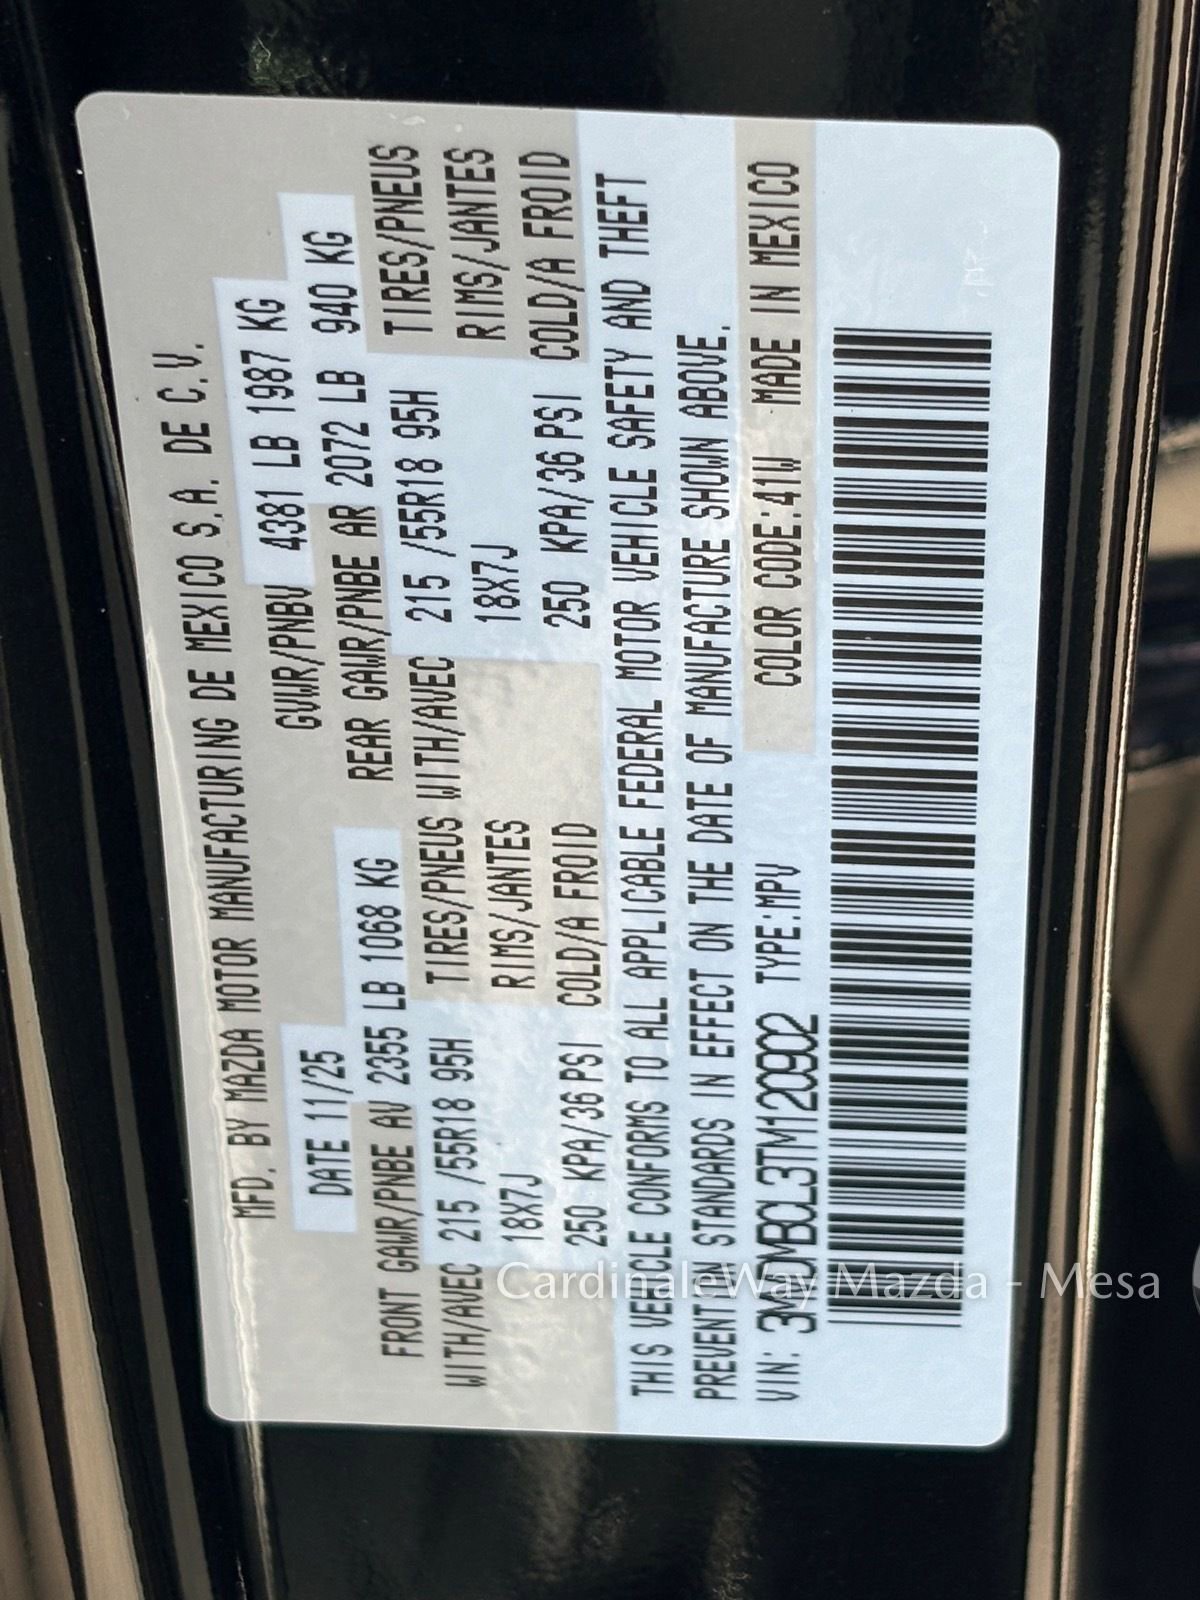 MFD. BY MAZDA MOTOR MANUFACTURING DE MEXICO S.A. DE C.V.
DATE 11/25 GVWR/PNBV 4381 LB 1987 KG
FRONT GAWR/PNBE AV 2355 LB 1068 KG REAR GAWR/PNBE AR 2072 LB 940 KG
WITH/AVEC 215 /55R18 95H TIRES/PNEUS WITH/AVEC 215 /55R18 95H TIRES/PNEUS
18X7J RIMS/JANTES 18X7J RIMS/JANTES
250 KPA/36 PSI COLD/A FROID 250 KPA/36 PSI COLD/A FROID
THIS VEHICLE CONFORMS TO ALL APPLICABLE FEDERAL MOTOR VEHICLE SAFETY AND THEFT
PREVENTION STANDARDS IN EFFECT ON THE DATE OF MANUFACTURE SHOWN ABOVE.
VIN: 3MVDMBCL3TM120902 TYPE:MPV COLOR CODE:41W MADE IN MEXICO
CardinaleWay Mazda - Mesa